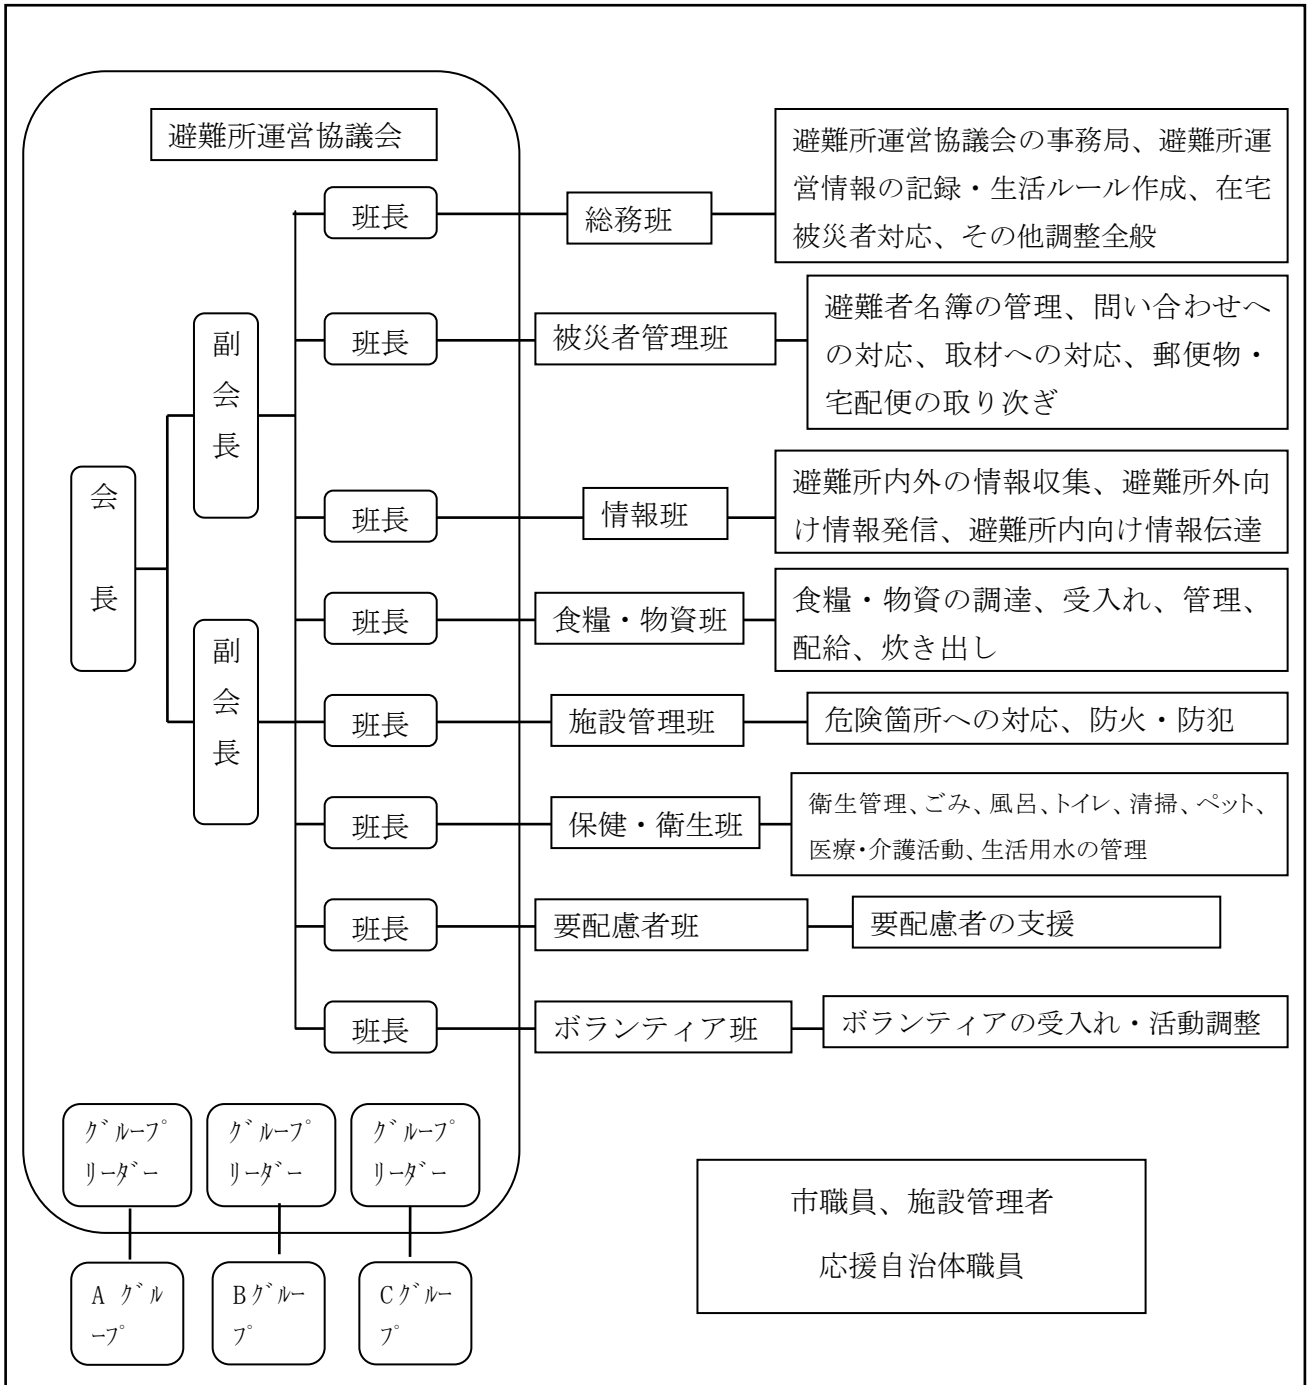 避難所運営協議会
班長
総務班
避難所運営協議会の事務局、避難所運
営情報の記録・生活ルール作成、在宅
被災者対応、その他調整全般
副
会
長
班長
被災者管理班
避難者名簿の管理、問い合わせへ
の対応、取材への対応、郵便物・
宅配便の取り次ぎ
会
長
班長
情報班
避難所内外の情報収集、避難所外向
け情報発信、避難所内向け情報伝達
班長
食糧・物資班
食糧・物資の調達、受入れ、管理、
配給、炊き出し
副
会
長
班長
施設管理班
危険箇所への対応、防火・防犯
班長
保健・衛生班
衛生管理、ごみ、風呂、トイレ、清掃、ペット、
医療・介護活動、生活用水の管理
班長
要配慮者班
要配慮者の支援
班長
ボランティア班
ボランティアの受入れ・活動調整
ｸﾞﾙｰﾌﾟ
ﾘｰﾀﾞｰ
ｸﾞﾙｰﾌﾟ
ﾘｰﾀﾞｰ
ｸﾞﾙｰﾌﾟ
ﾘｰﾀﾞｰ
A ｸﾞﾙ
ｰﾌﾟ
Bｸﾞﾙｰ
ﾌﾟ
Cｸﾞﾙｰ
ﾌﾟ
市職員、施設管理者
応援自治体職員